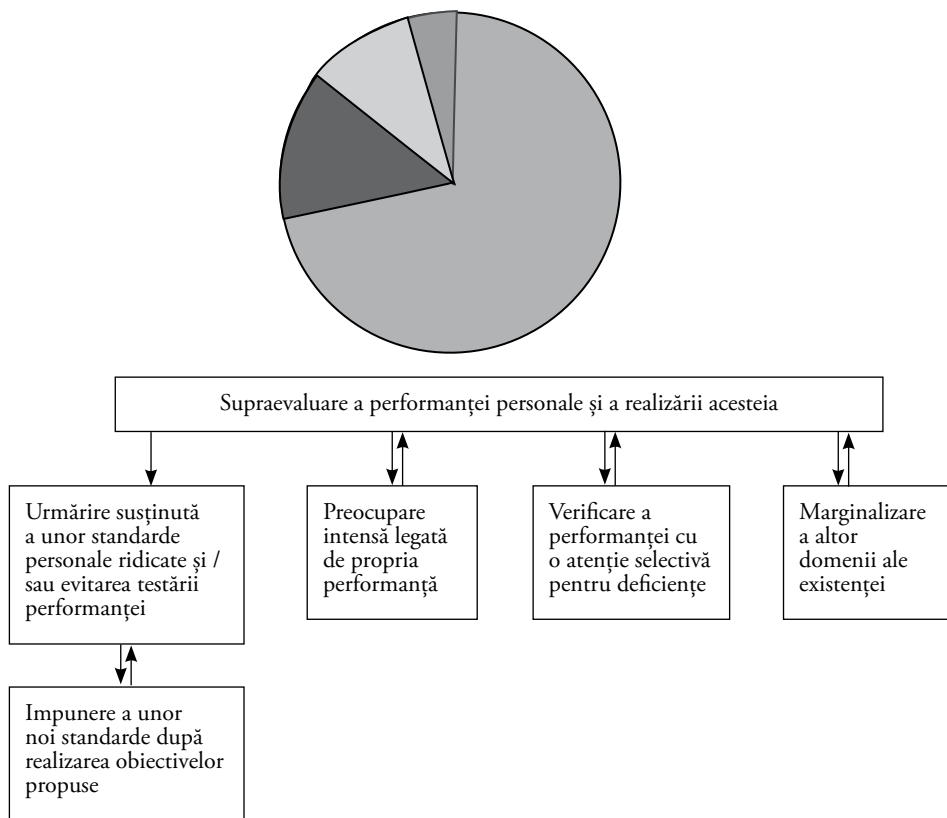 Supraevaluare a performanței personale și a realizării acesteia
Urmărire susținută
a unor standarde
personale ridicate și /
sau evitarea testării
performanței
Preocupare
intensă legată
de propria
performanță
Verificare a
performanței cu
o atenție selectivă
pentru deficiențe
Marginalizare
a altor
domenii ale
existenței
Impunere a unor
noi standarde după
realizarea obiectivelor
propuse